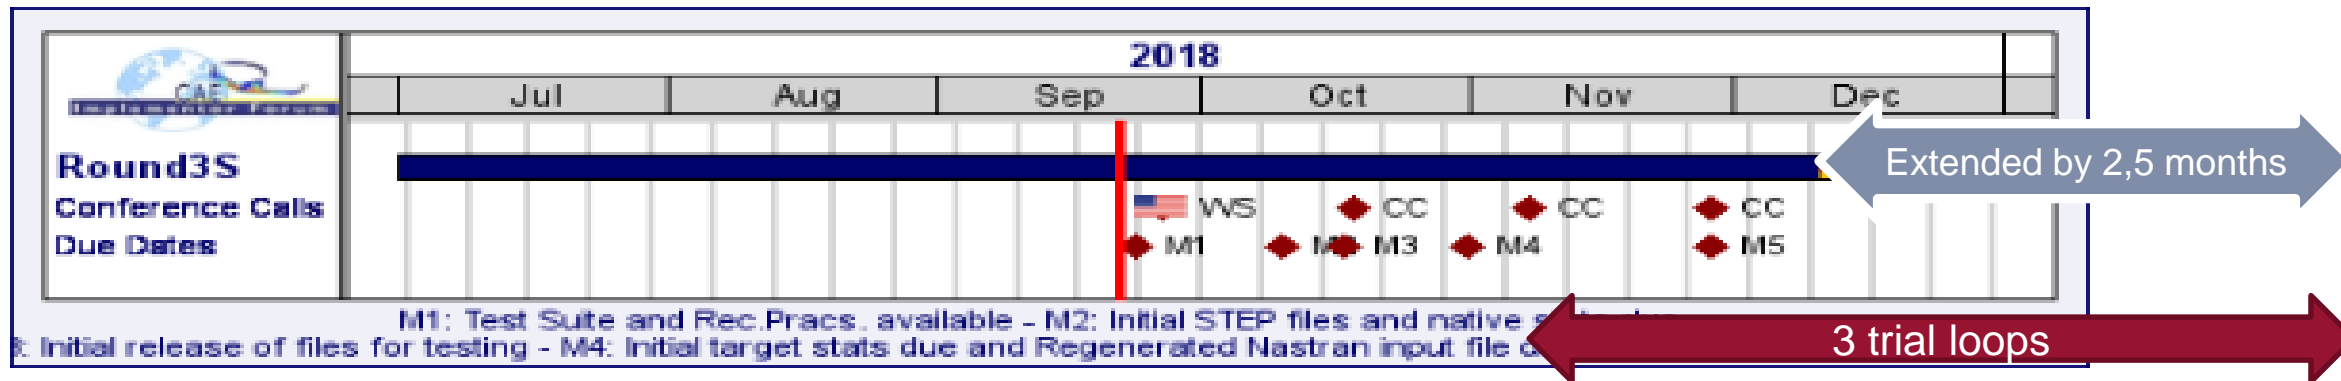 2018
Jul Aug Sep Oct Nov Dec
CAE
Round3S
Extended by 2,5 months
Conference Calls
WS CC CC CC
Due Dates
M1 M3 M4 M5
M1: Test Suite and Rec.Pracs. available - M2: Initial STEP files and native
: Initial release of files for testing - M4: Initial target stats due and Regenerated Nastran input file
3 trial loops